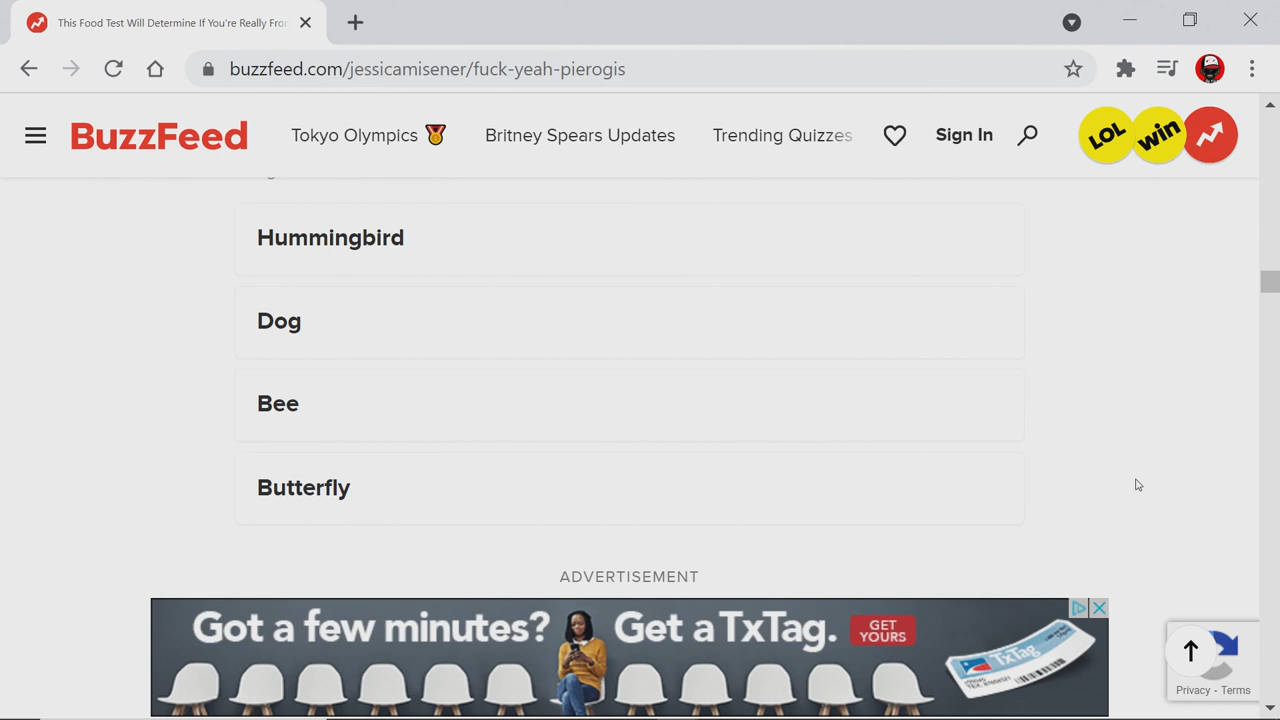 This Food Test Will Determine If You're Really Fro
buzzfeed.com/jessicamisener/fuck-yeah-pierogis
BuzzFeed
Tokyo Olympics
Britney Spears Updates
Trending Quizzes
Sign In
LOL
win
Hummingbird
Dog
Bee
Butterfly
ADVERTISEMENT
Got a few minutes?
Get a TxTag.
GET
YOURS
TxTag
Privacy - Terms